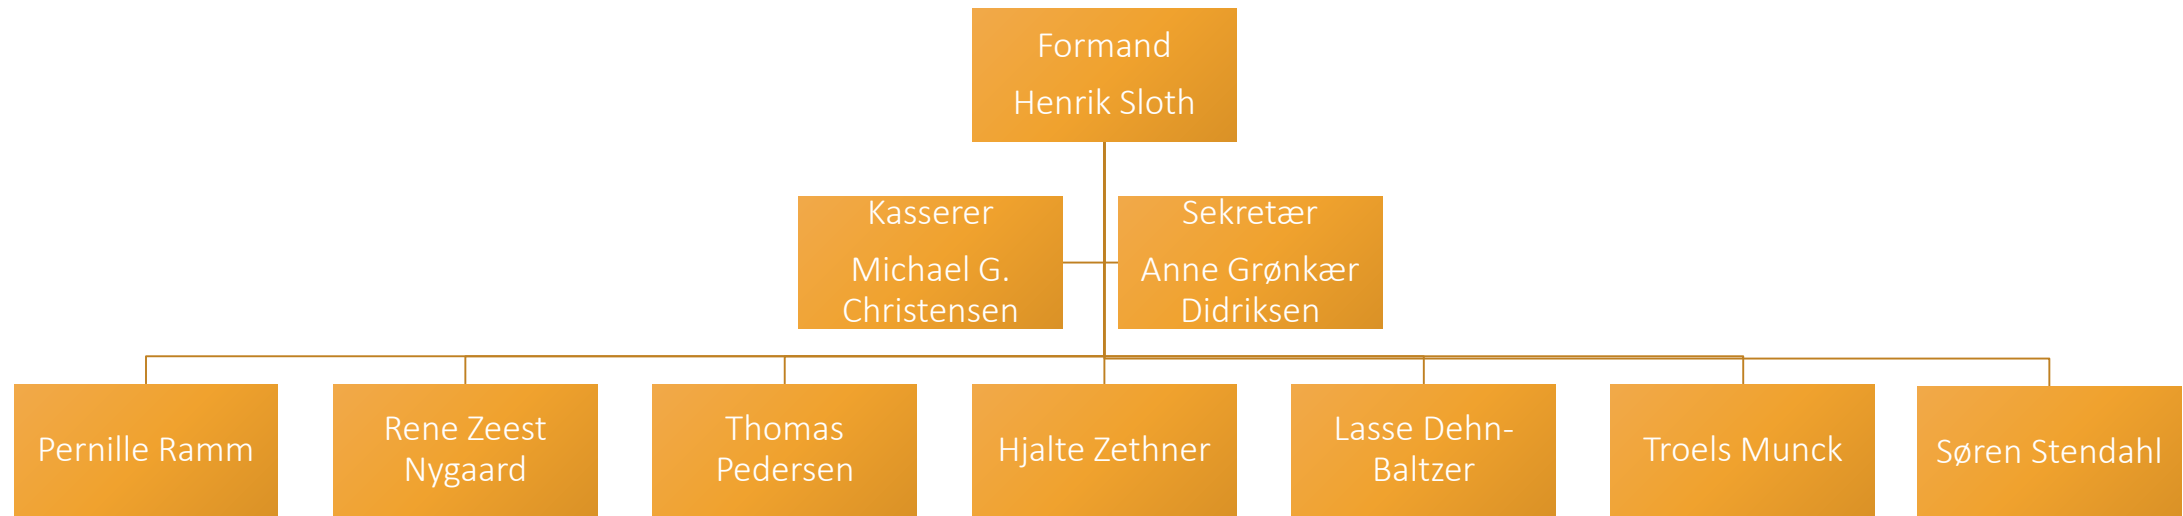 Formand
Henrik Sloth
Kasserer
Michael G.
Christensen
Sekretær
Anne Grønkær
Didriksen
Pernille Ramm
Rene Zeest
Nygaard
Thomas
Pedersen
Hjalte Zethner
Lasse Dehn-
Baltzer
Troels Munck
Søren Stendahl